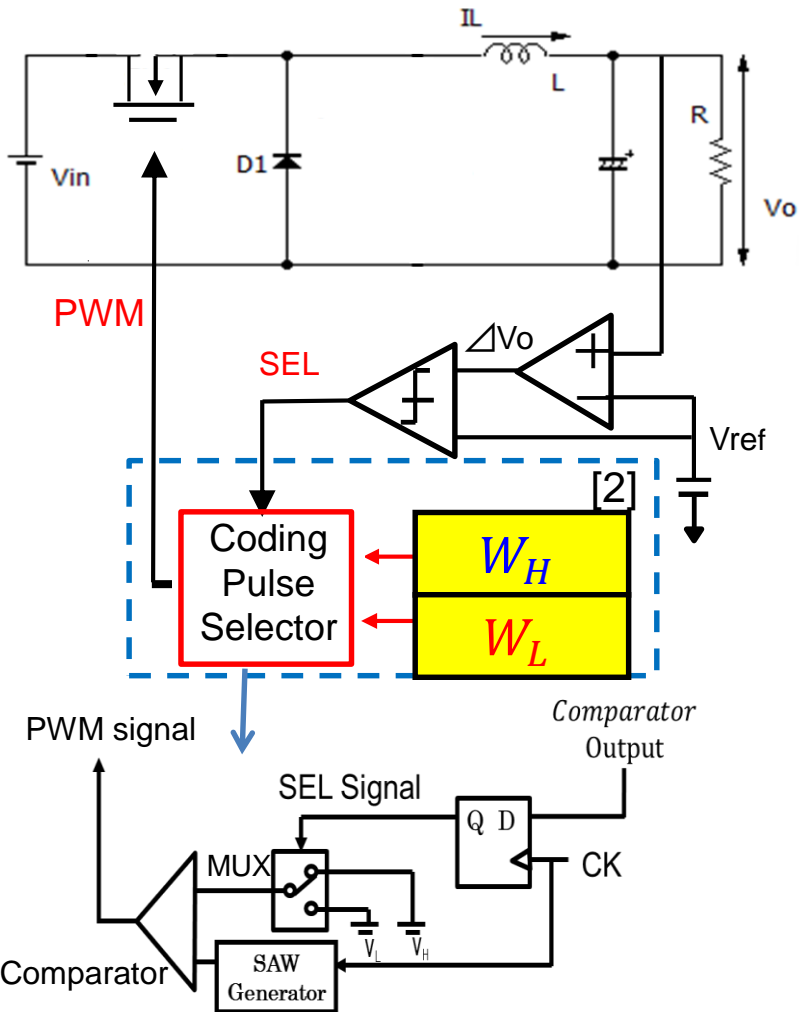 IL
L
R
Vin
D1
Vo
PWM
⊿Vo
SEL
Vref
[2]
Coding
Pulse
Selector
W_H
W_L
PWM signal
Comparator
Output
SEL Signal
Q D
MUX
CK
V_L
V_H
Comparator
SAW
Generator